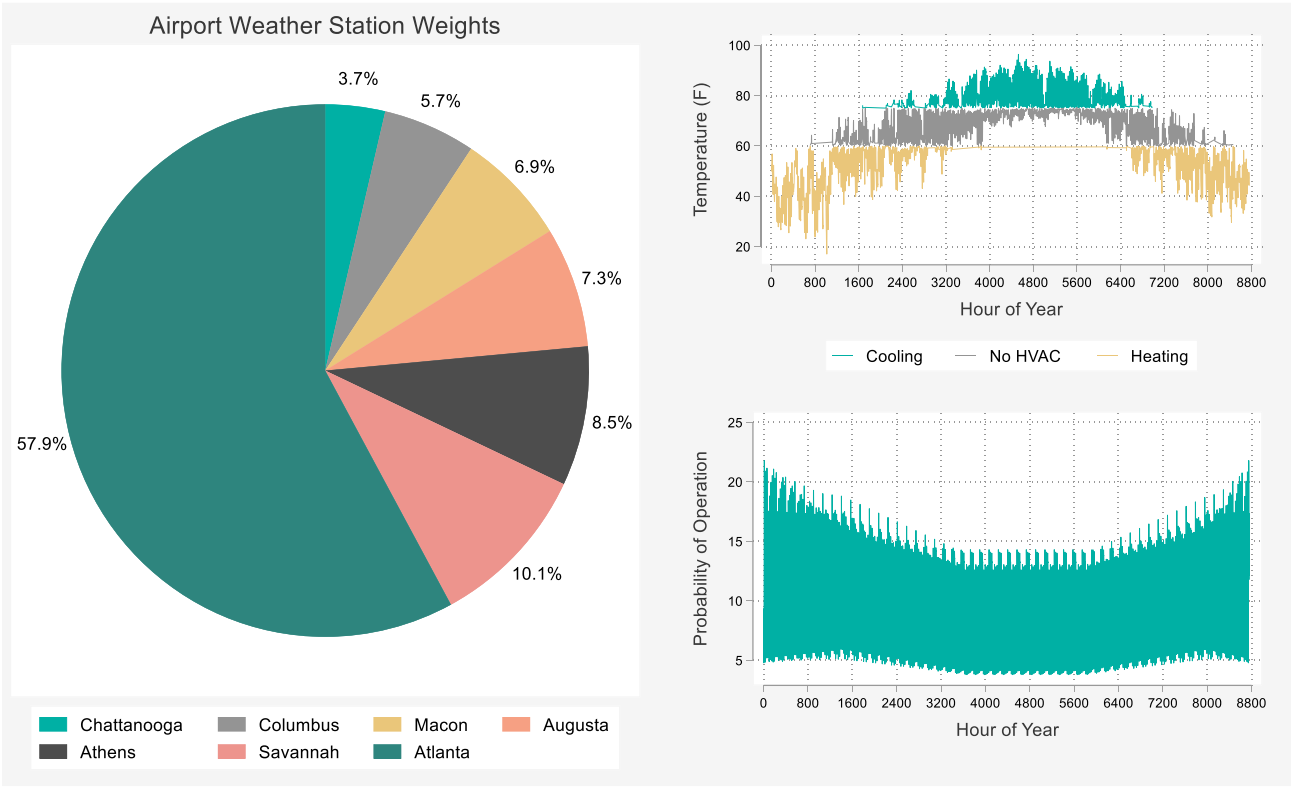 Airport Weather Station Weights
3.7%
5.7%
6.9%
7.3%
8.5%
10.1%
57.9%
Chattanooga Columbus Macon Augusta
Athens Savannah Atlanta
Temperature (F)
100
80
60
40
20
0 800 1600 2400 3200 4000 4800 5600 6400 7200 8000 8800
Hour of Year
Cooling No HVAC Heating
Probability of Operation
25
20
15
10
5
0 800 1600 2400 3200 4000 4800 5600 6400 7200 8000 8800
Hour of Year